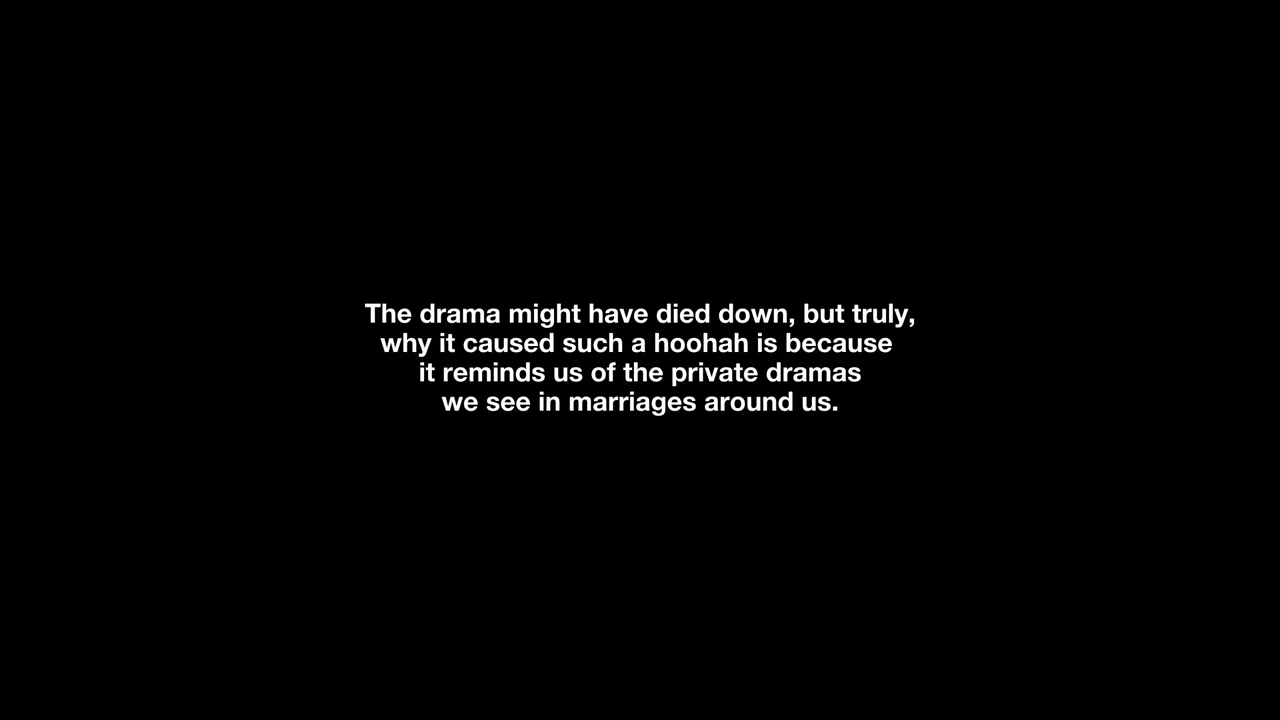 The drama might have died down, but truly,
why it caused such a hoohah is because
it reminds us of the private dramas
we see in marriages around us.